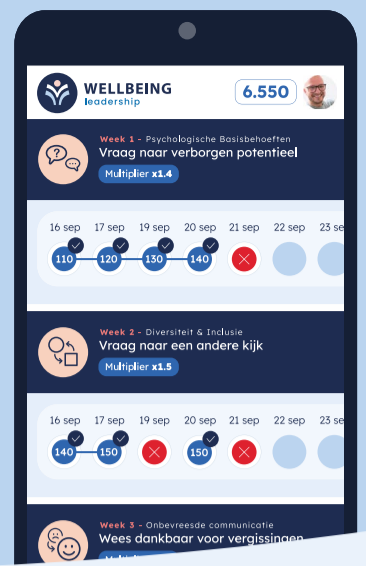 WELLBEING
leadership
6.550
Week 1 - Psychologische Basisbehoeften
Vraag naar verborgen potentieel
Multiplier x1.4
16 sep 17 sep 19 sep 20 sep 21 sep 22 sep 23 se
110 120 130 140
Week 2 - Diversiteit & Inclusie
Vraag naar een andere kijk
Multiplier x1.5
16 sep 17 sep 19 sep 20 sep 21 sep 22 sep 23 se
140 150 150
Week 3 - Onbevreesde communicatie
Wees dankbaar voor vergissingen